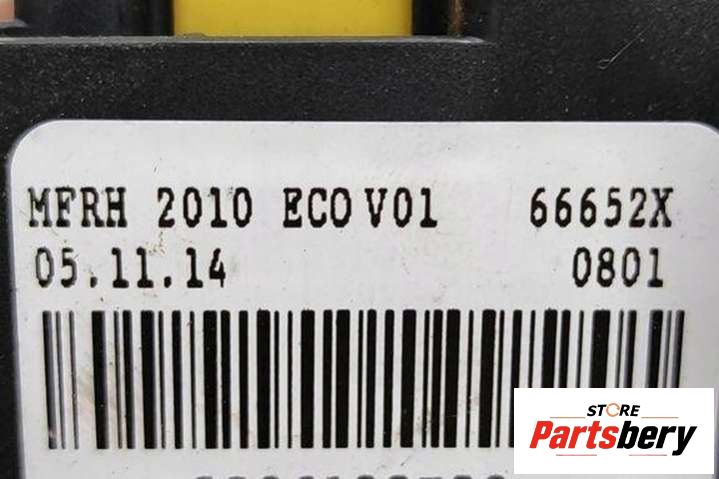 MFRH 2010 ECO V01 66652X
05.11.14 0801
STORE
Partsbery